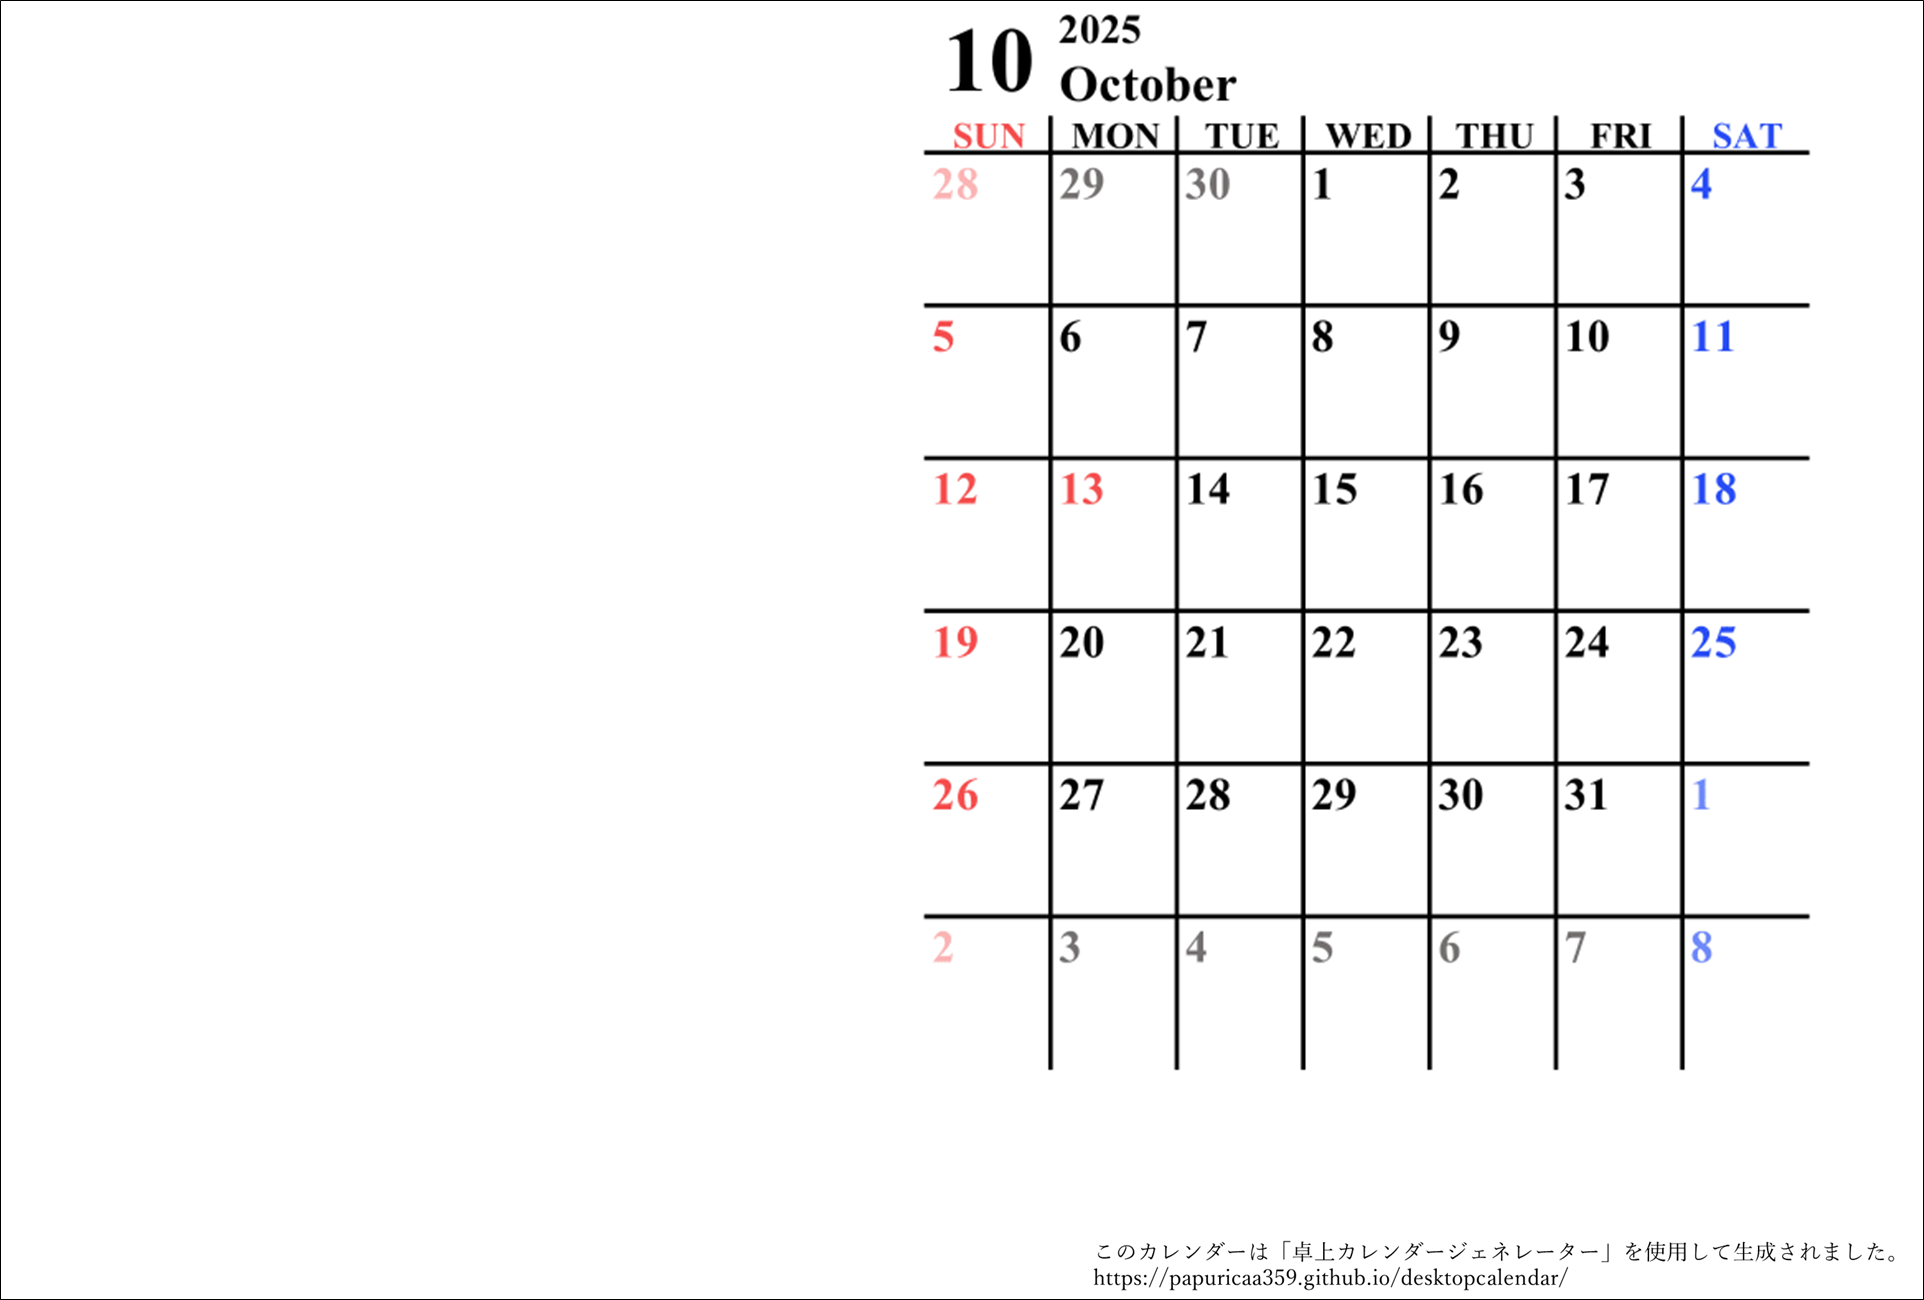 10
2025
October
SUN MON TUE WED THU FRI SAT
28 29 30 1 2 3 4
5 6 7 8 9 10 11
12 13 14 15 16 17 18
19 20 21 22 23 24 25
26 27 28 29 30 31 1
2 3 4 5 6 7 8
このカレンダーは「卓上カレンダージェネレーター」を使用して生成されました。
https://papuricaa359.github.io/desktopcalendar/